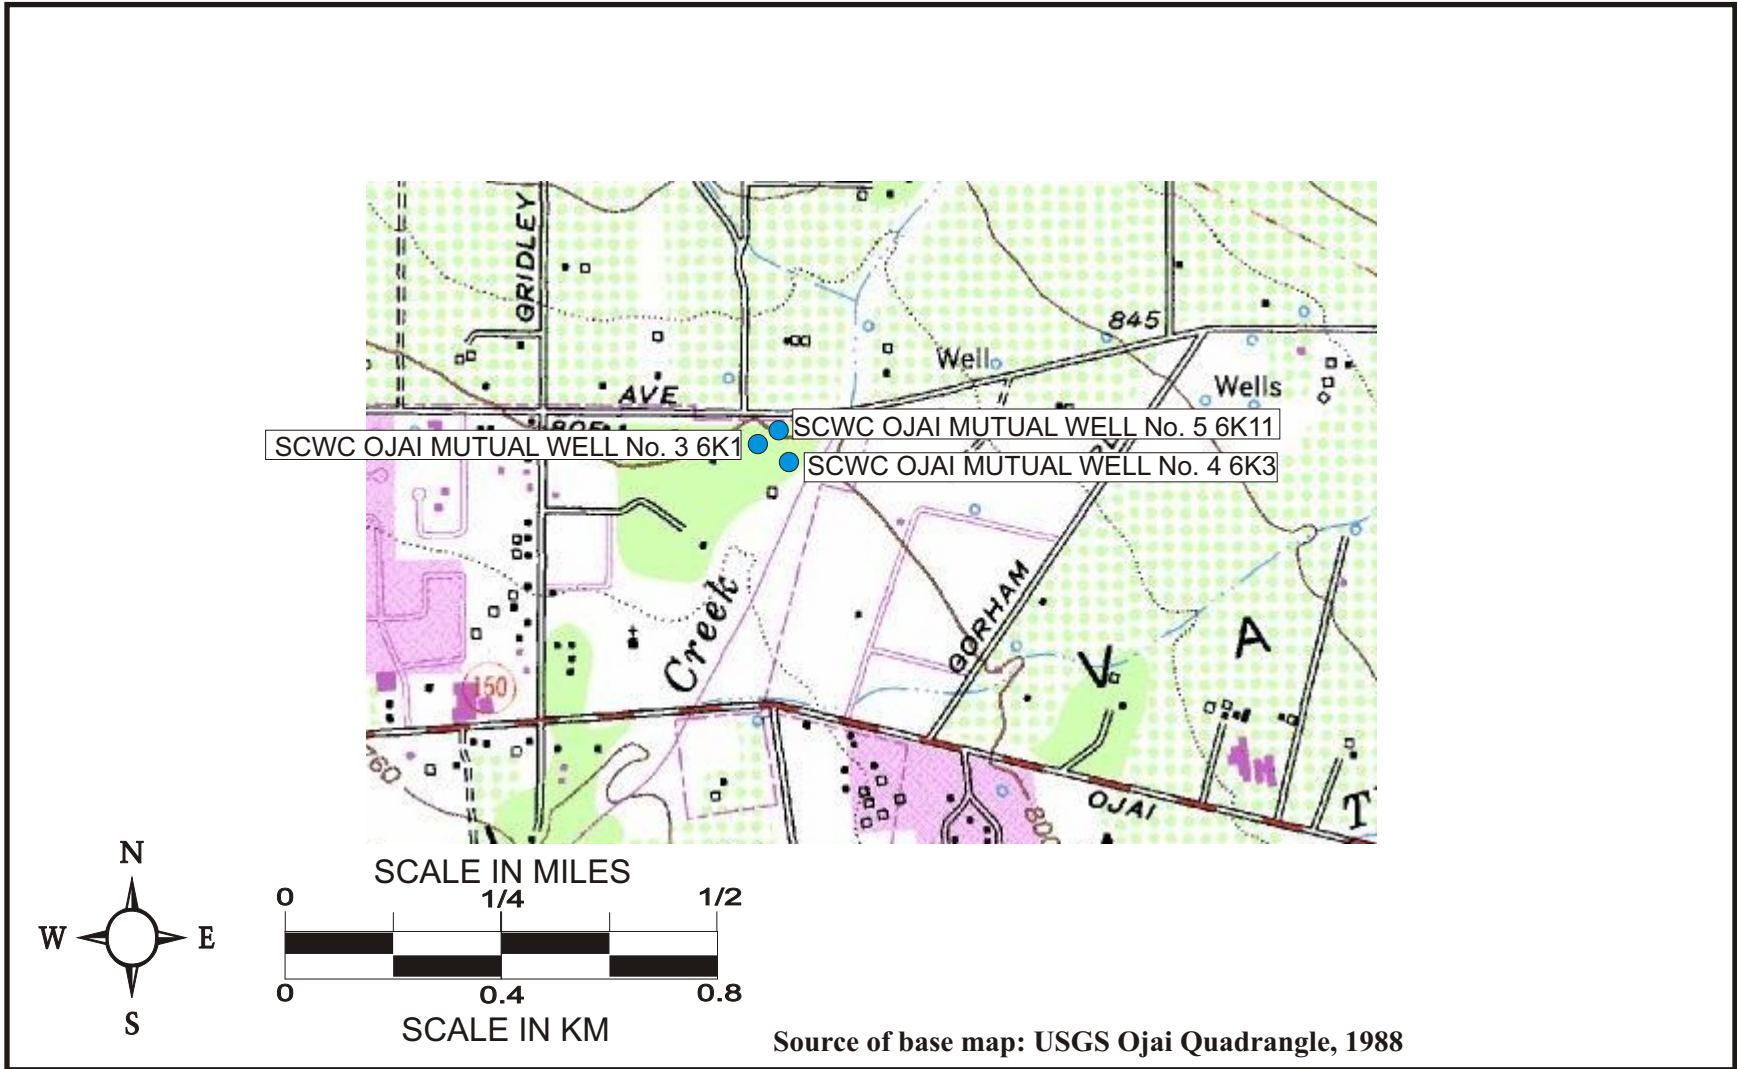 GRIDLEY
845
Well
Wells
AVE
SCWC OJAI MUTUAL WELL No. 5 6K11
SCWC OJAI MUTUAL WELL No. 3 6K1
SCWC OJAI MUTUAL WELL No. 4 6K3
Creek
GORHAM
V
A
150
760
OJAI
800
T
N
W
E
S
SCALE IN MILES
0 1/4 1/2
0 0.4 0.8
SCALE IN KM
Source of base map: USGS Ojai Quadrangle, 1988